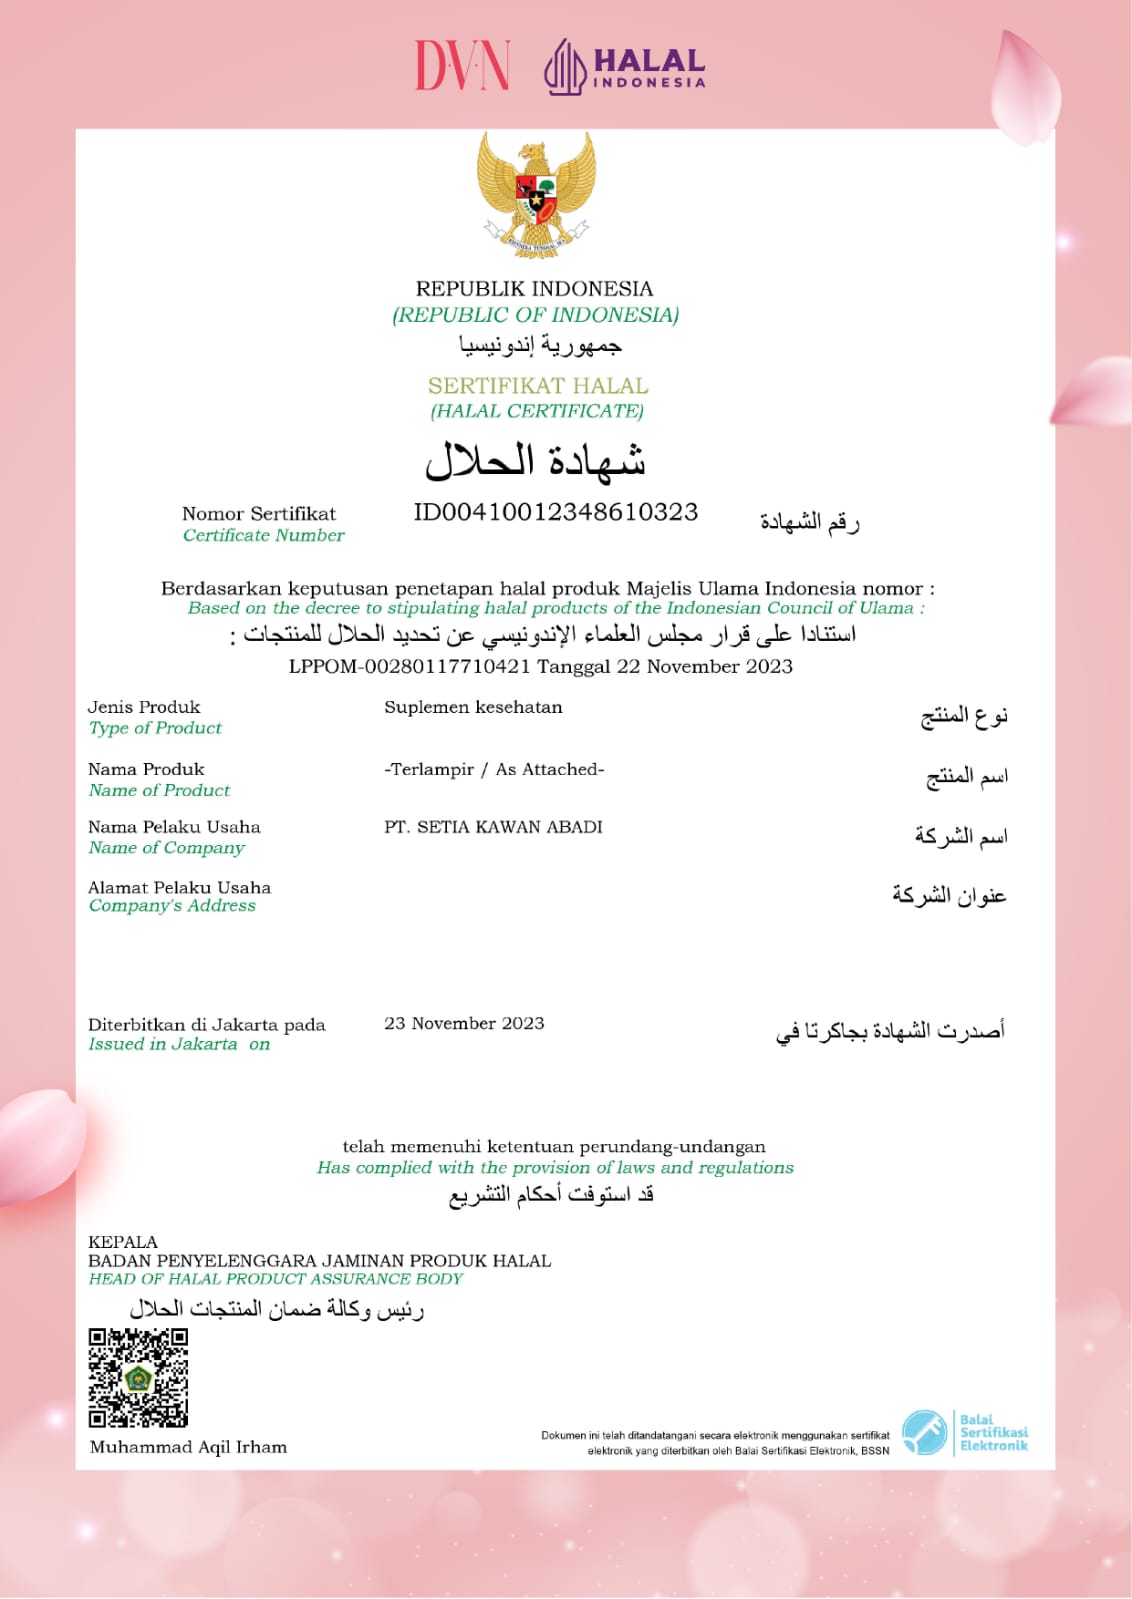 D·V·N HALAL
INDONESIA
REPUBLIK INDONESIA
(REPUBLIC OF INDONESIA)
جمهورية إندونيسيا
SERTIFIKAT HALAL
(HALAL CERTIFICATE)
شهادة الحلال
Nomor Sertifikat ID00410012348610323 رقم الشهادة
Certificate Number
Berdasarkan keputusan penetapan halal produk Majelis Ulama Indonesia nomor :
Based on the decree to stipulating halal products of the Indonesian Council of Ulama :
استنادا على قرار مجلس العلماء الإندونيسي عن تحديد الحلال للمنتجات :
LPPOM-00280117710421 Tanggal 22 November 2023
Jenis Produk Suplemen kesehatan نوع المنتج
Type of Product
Nama Produk -Terlampir / As Attached- اسم المنتج
Name of Product
Nama Pelaku Usaha PT. SETIA KAWAN ABADI اسم الشركة
Name of Company
Alamat Pelaku Usaha عنوان الشركة
Company's Address
Diterbitkan di Jakarta pada 23 November 2023 أصدرت الشهادة بجاكرتا في
Issued in Jakarta on
telah memenuhi ketentuan perundang-undangan
Has complied with the provision of laws and regulations
قد استوفت أحكام التشريع
KEPALA
BADAN PENYELENGGARA JAMINAN PRODUK HALAL
HEAD OF HALAL PRODUCT ASSURANCE BODY
رئيس وكالة ضمان المنتجات الحلال
Muhammad Aqil Irham
Dokumen ini telah ditandatangani secara elektronik menggunakan sertifikat
elektronik yang diterbitkan oleh Balai Sertifikasi Elektronik, BSSN
Balai
Sertifikasi
Elektronik